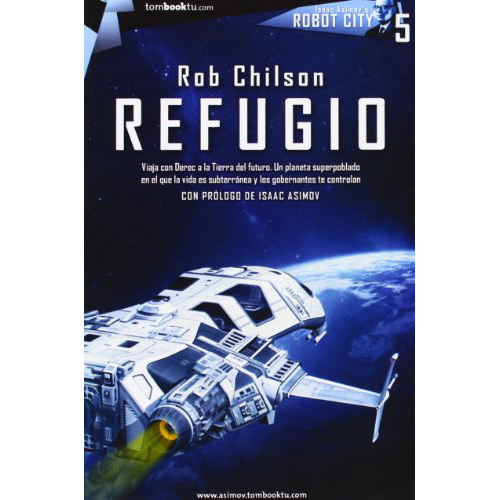 tombooktu.com
Isaac Asimov's
ROBOT CITY
5
Rob Chilson
REFUGIO
Viaja con Derec a la Tierra del futuro. Un planeta superpoblado
en el que la vida es subterránea y los gobernantes te controlan
CON PRÓLOGO DE ISAAC ASIMOV
www.asimov.tombooktu.com